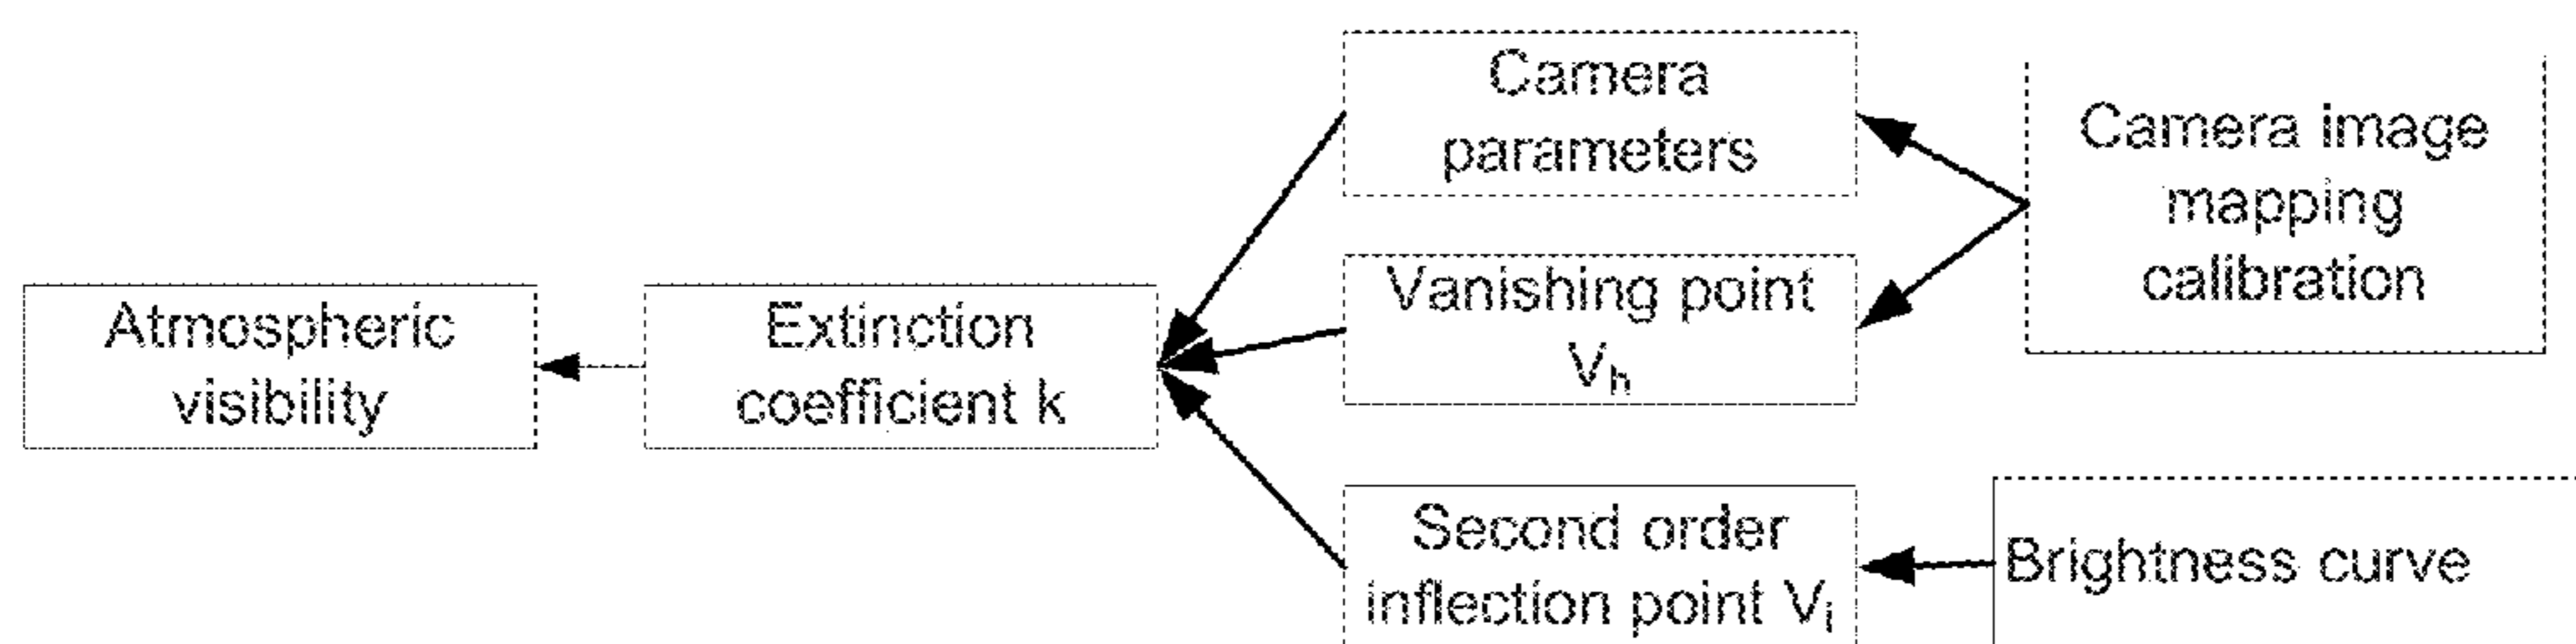 Camera
parameters
Camera image
mapping
calibration
Vanishing point
Vh
Atmospheric
visibility
Extinction
coefficient k
Second order
inflection point Vi
Brightness curve